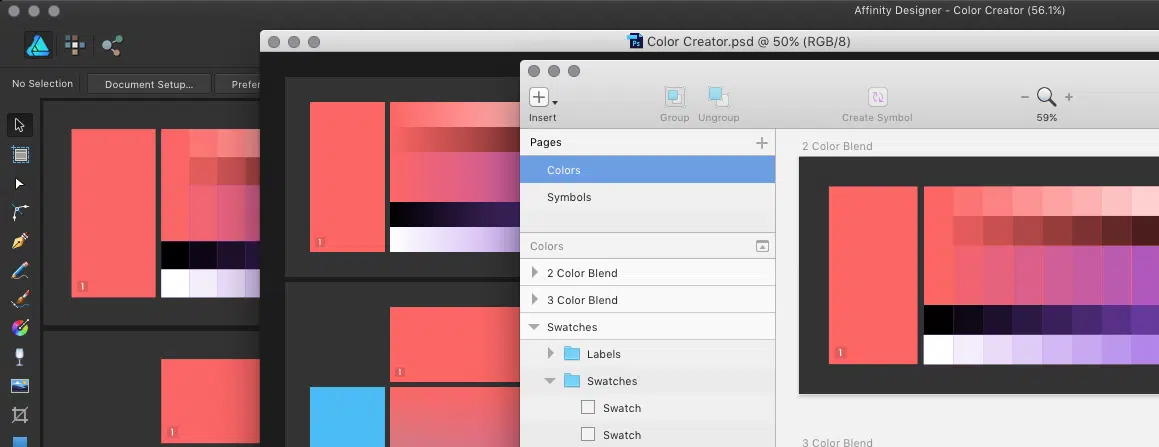 Affinity Designer - Color Creator (56.1%)
Ps Color Creator.psd @ 50% (RGB/8)
No Selection
Document Setup...
Prefer
Insert
Group
Ungroup
Create Symbol
59%
Pages
Colors
Symbols
Colors
2 Color Blend
3 Color Blend
Swatches
Labels
Swatches
Swatch
Swatch
2 Color Blend
1
1
1
1
1
3 Color Blend